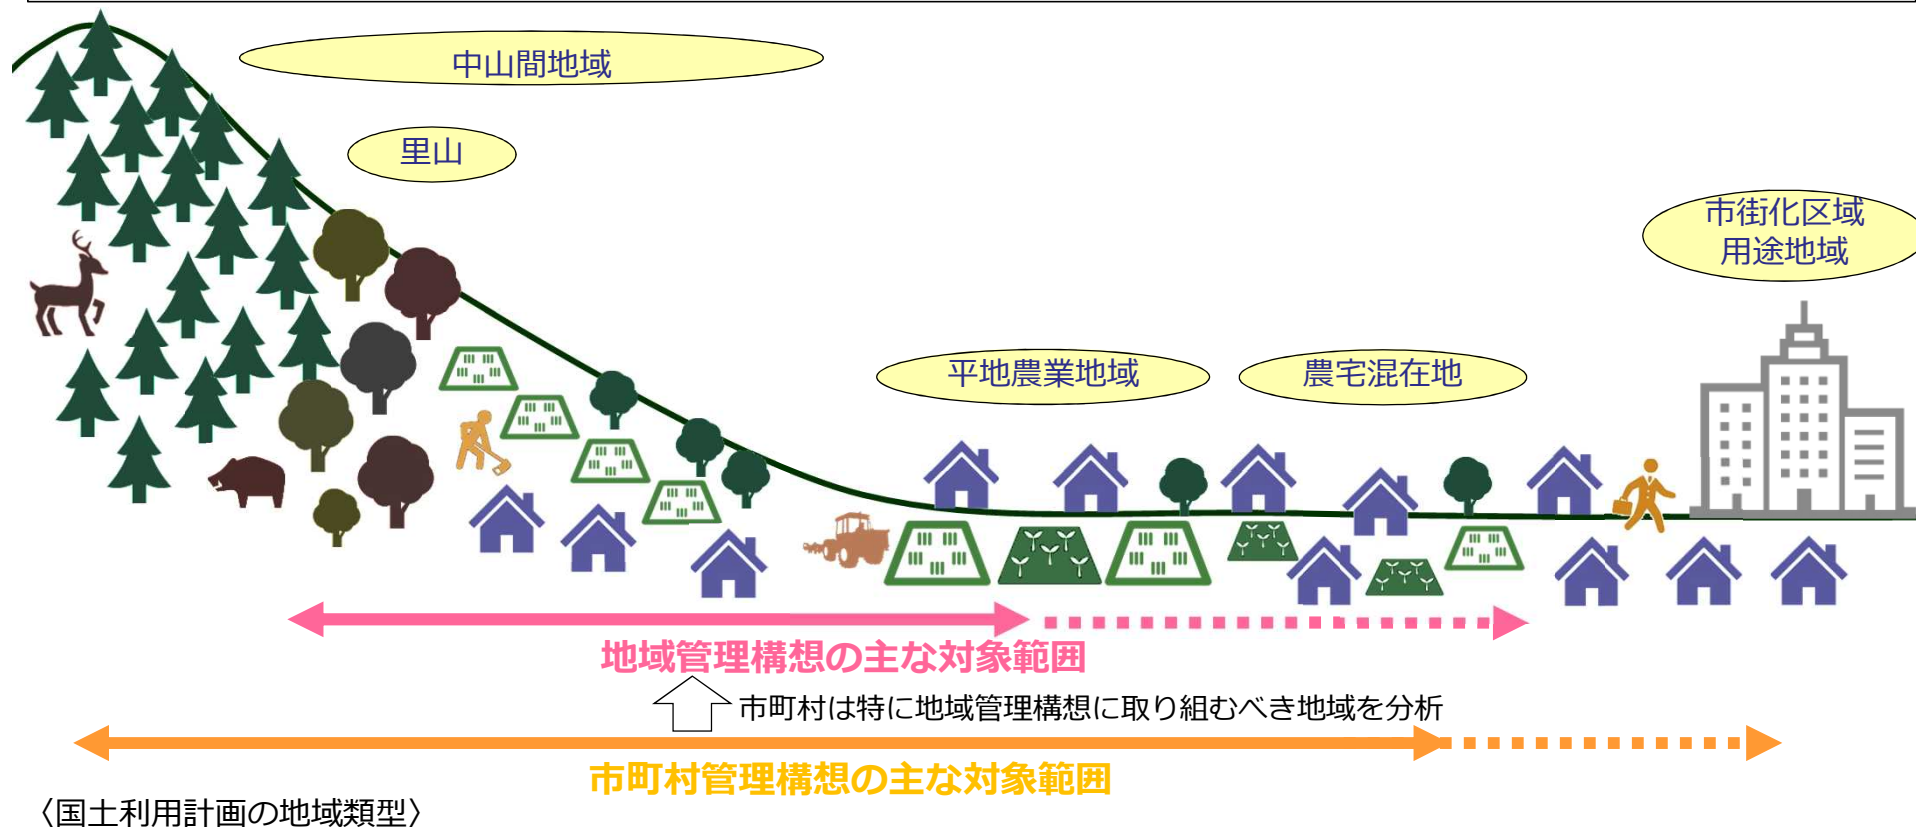 中山間地域
里山
市街化区域
用途地域
平地農業地域
農宅混在地
地域管理構想の主な対象範囲
市町村は特に地域管理構想に取り組むべき地域を分析
市町村管理構想の主な対象範囲
〈国土利用計画の地域類型〉